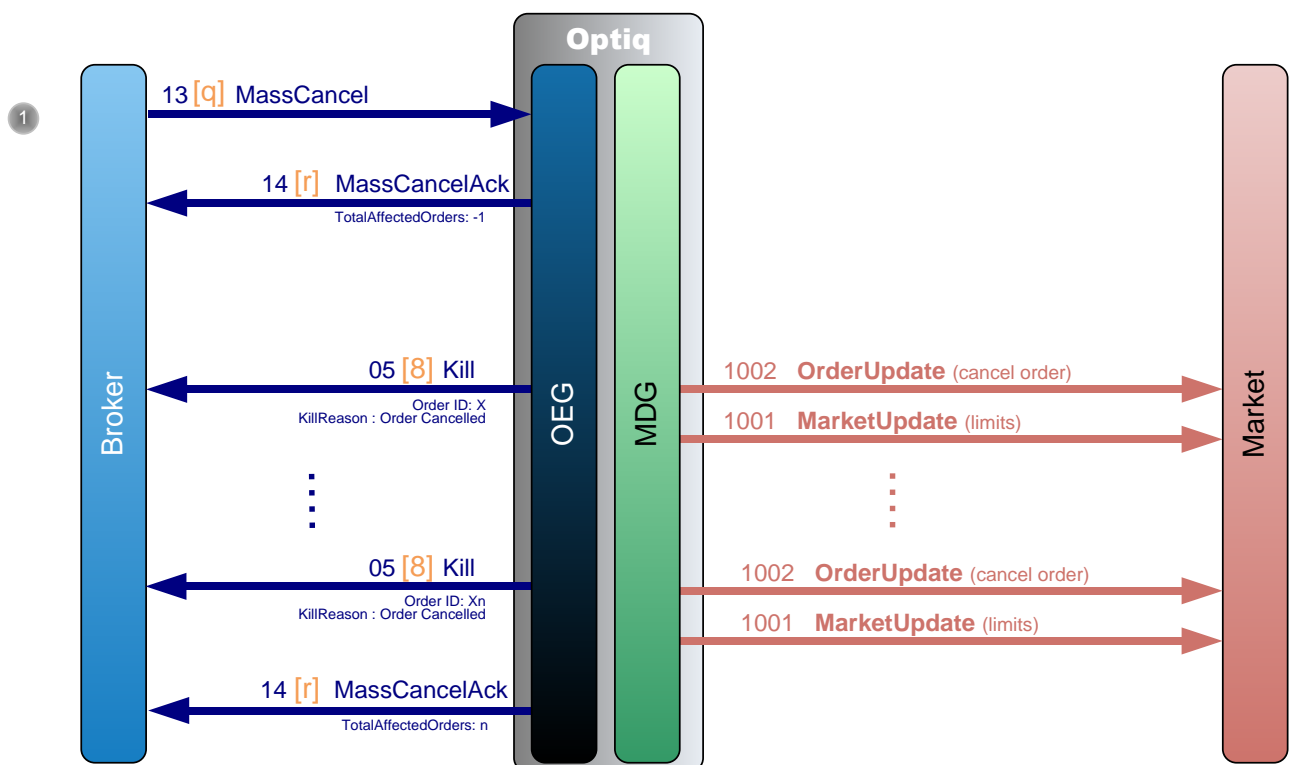 Optiq
1
13 [q] MassCancel
14 [r] MassCancelAck
TotalAffectedOrders: -1
05 [8] Kill
Order ID: X
KillReason : Order Cancelled
1002 OrderUpdate (cancel order)
1001 MarketUpdate (limits)
Broker
OEG
MDG
Market
05 [8] Kill
Order ID: Xn
KillReason : Order Cancelled
1002 OrderUpdate (cancel order)
1001 MarketUpdate (limits)
14 [r] MassCancelAck
TotalAffectedOrders: n